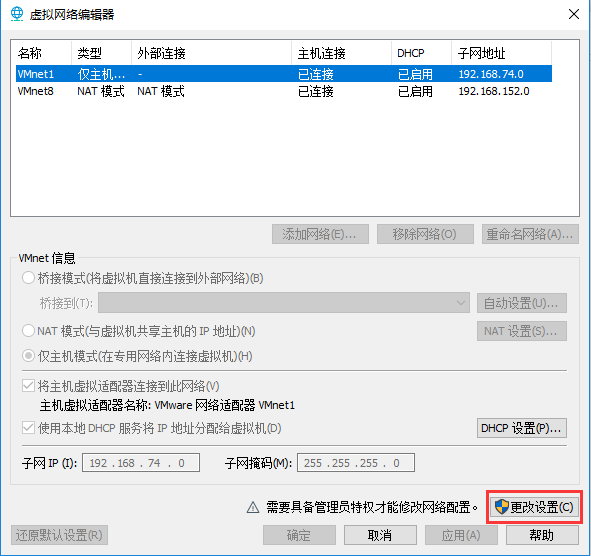 虚拟网络编辑器
名称 类型 外部连接 主机连接 DHCP 子网地址
VMnet1 仅主机... - 已连接 已启用 192.168.74.0
VMnet8 NAT 模式 NAT 模式 已连接 已启用 192.168.152.0
添加网络(E)... 移除网络(O) 重命名网络(A)...
VMnet 信息
桥接模式(将虚拟机直接连接到外部网络)(B)
桥接到(T): 自动设置(U)...
NAT 模式(与虚拟机共享主机的 IP 地址)(N) NAT 设置(S)...
仅主机模式(在专用网络内连接虚拟机)(H)
将主机虚拟适配器连接到此网络(V)
主机虚拟适配器名称: VMware 网络适配器 VMnet1
使用本地 DHCP 服务将 IP 地址分配给虚拟机(D) DHCP 设置(P)...
子网 IP (I): 192 . 168 . 74 . 0 子网掩码(M): 255 . 255 . 255 . 0
需要具备管理员特权才能修改网络配置。 更改设置(C)
还原默认设置(R) 确定 取消 应用(A) 帮助